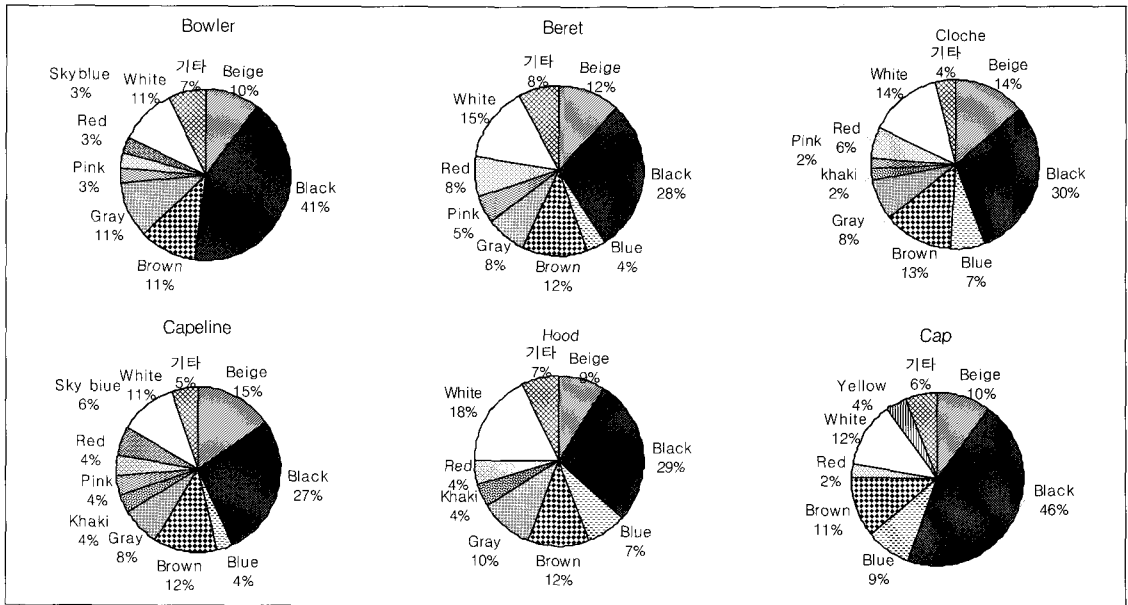 Bowler
기타
7%
Beige
10%
Black
41%
Brown
11%
Gray
11%
Pink
3%
Red
3%
Sky blue
3%
White
11%
Beret
기타
8%
Beige
12%
Black
28%
Blue
4%
Brown
12%
Gray
8%
Pink
5%
Red
8%
White
15%
Cloche
기타
4%
Beige
14%
Black
30%
Blue
7%
Brown
13%
Gray
8%
khaki
2%
Pink
2%
Red
6%
White
14%
Capeline
기타
5%
Beige
15%
Black
27%
Blue
4%
Brown
12%
Gray
8%
Khaki
4%
Pink
4%
Red
4%
Sky blue
6%
White
11%
Hood
기타
7%
Beige
9%
Black
29%
Blue
7%
Brown
12%
Gray
10%
Khaki
4%
Red
4%
White
18%
Cap
기타
6%
Beige
10%
Black
46%
Blue
9%
Brown
11%
Red
2%
White
12%
Yellow
4%